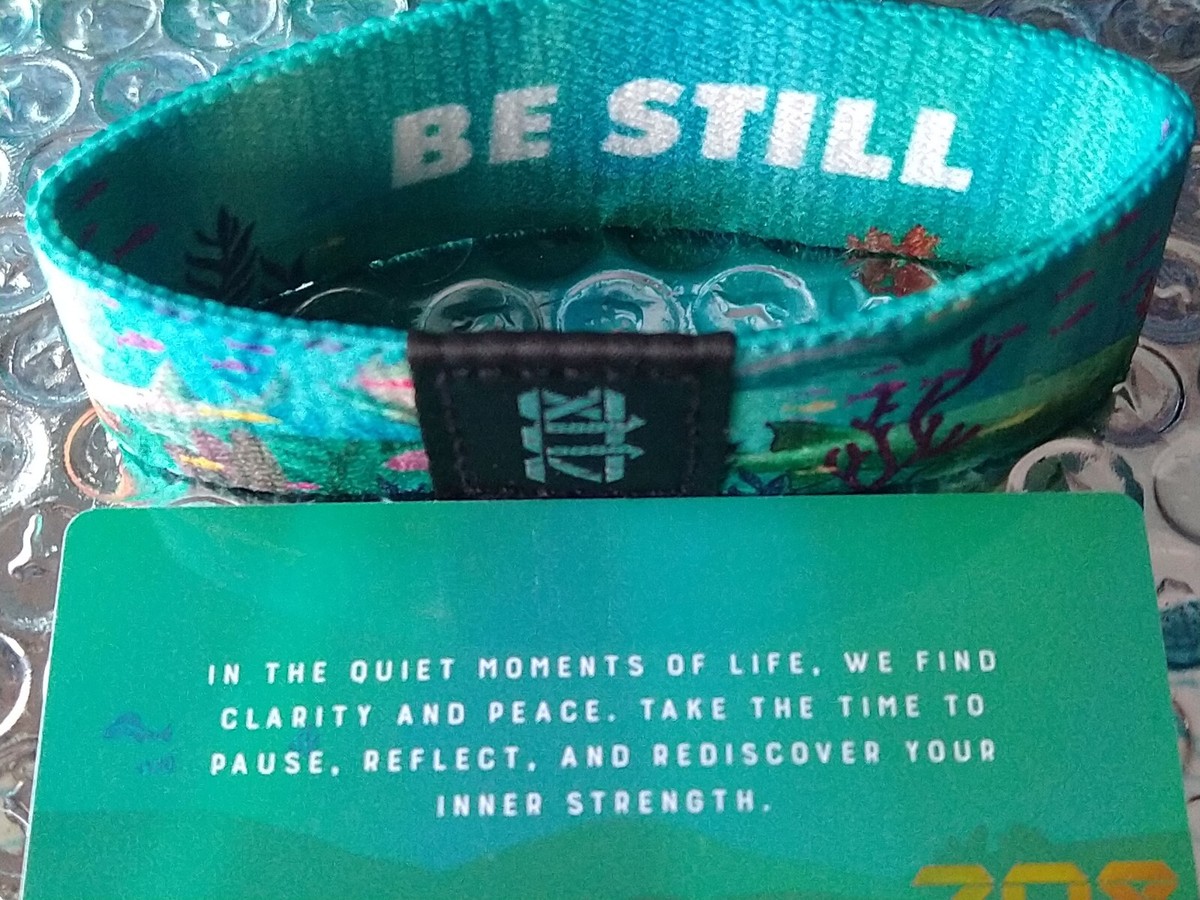 BE STILL
ZOX
IN THE QUIET MOMENTS OF LIFE, WE FIND
CLARITY AND PEACE. TAKE THE TIME TO
PAUSE, REFLECT, AND REDISCOVER YOUR
INNER STRENGTH.